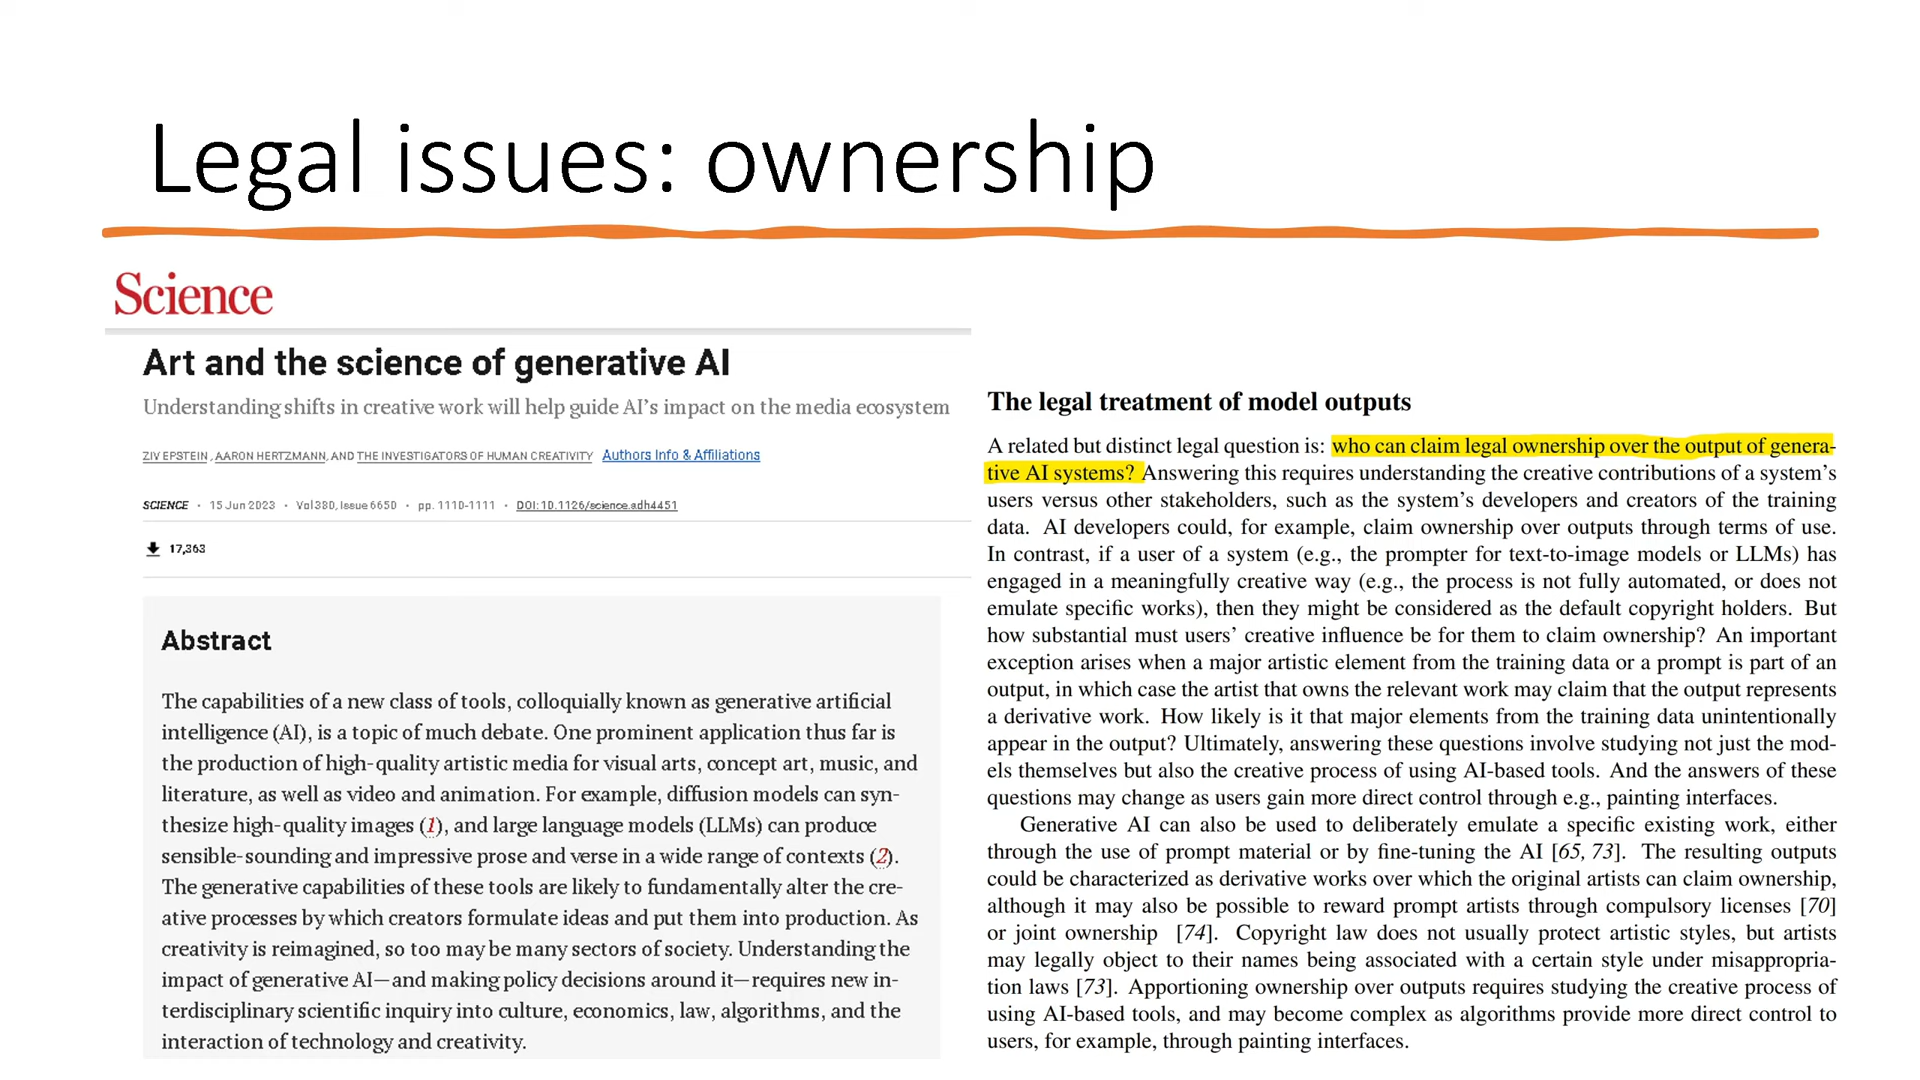 Legal issues: ownership
Science
Art and the science of generative AI
Understanding shifts in creative work will help guide AI's impact on the media ecosystem
ZIV EPSTEIN, AARON HERTZMANN, AND THE INVESTIGATORS OF HUMAN CREATIVITY Authors Info & Affiliations
SCIENCE • 15 Jun 2023 • Vol 380, Issue 6650 • pp. 1110-1111 • DOI: 10.1126/science.adh4451
17,363
Abstract
The capabilities of a new class of tools, colloquially known as generative artificial
intelligence (AI), is a topic of much debate. One prominent application thus far is
the production of high-quality artistic media for visual arts, concept art, music, and
literature, as well as video and animation. For example, diffusion models can syn-
thesize high-quality images (1), and large language models (LLMs) can produce
sensible-sounding and impressive prose and verse in a wide range of contexts (2).
The generative capabilities of these tools are likely to fundamentally alter the cre-
ative processes by which creators formulate ideas and put them into production. As
creativity is reimagined, so too may be many sectors of society. Understanding the
impact of generative AI—and making policy decisions around it—requires new in-
terdisciplinary scientific inquiry into culture, economics, law, algorithms, and the
interaction of technology and creativity.
The legal treatment of model outputs
A related but distinct legal question is: who can claim legal ownership over the output of genera-
tive AI systems? Answering this requires understanding the creative contributions of a system's
users versus other stakeholders, such as the system's developers and creators of the training
data. AI developers could, for example, claim ownership over outputs through terms of use.
In contrast, if a user of a system (e.g., the prompter for text-to-image models or LLMs) has
engaged in a meaningfully creative way (e.g., the process is not fully automated, or does not
emulate specific works), then they might be considered as the default copyright holders. But
how substantial must users' creative influence be for them to claim ownership? An important
exception arises when a major artistic element from the training data or a prompt is part of an
output, in which case the artist that owns the relevant work may claim that the output represents
a derivative work. How likely is it that major elements from the training data unintentionally
appear in the output? Ultimately, answering these questions involve studying not just the mod-
els themselves but also the creative process of using AI-based tools. And the answers of these
questions may change as users gain more direct control through e.g., painting interfaces.
Generative AI can also be used to deliberately emulate a specific existing work, either
through the use of prompt material or by fine-tuning the AI [65, 73]. The resulting outputs
could be characterized as derivative works over which the original artists can claim ownership,
although it may also be possible to reward prompt artists through compulsory licenses [70]
or joint ownership [74]. Copyright law does not usually protect artistic styles, but artists
may legally object to their names being associated with a certain style under misappropria-
tion laws [73]. Apportioning ownership over outputs requires studying the creative process of
using AI-based tools, and may become complex as algorithms provide more direct control to
users, for example, through painting interfaces.